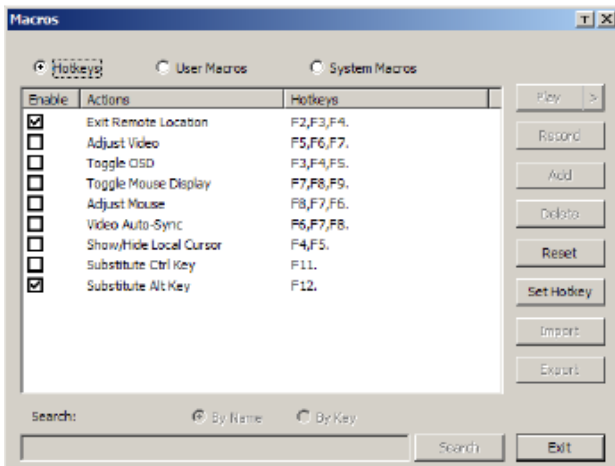 Macros T X
Hotkeys User Macros System Macros
Enable Actions Hotkeys
Exit Remote Location F2,F3,F4.
Adjust Video F5,F6,F7.
Toggle OSD F3,F4,F5.
Toggle Mouse Display F7,F8,F9.
Adjust Mouse F8,F7,F6.
Video Auto-Sync F6,F7,F8.
Show/Hide Local Cursor F4,F5.
Substitute Ctrl Key F11.
Substitute Alt Key F12.
Play >
Record
Add
Delete
Reset
Set Hotkey
Import
Export
Search: By Name By Key
Search Exit